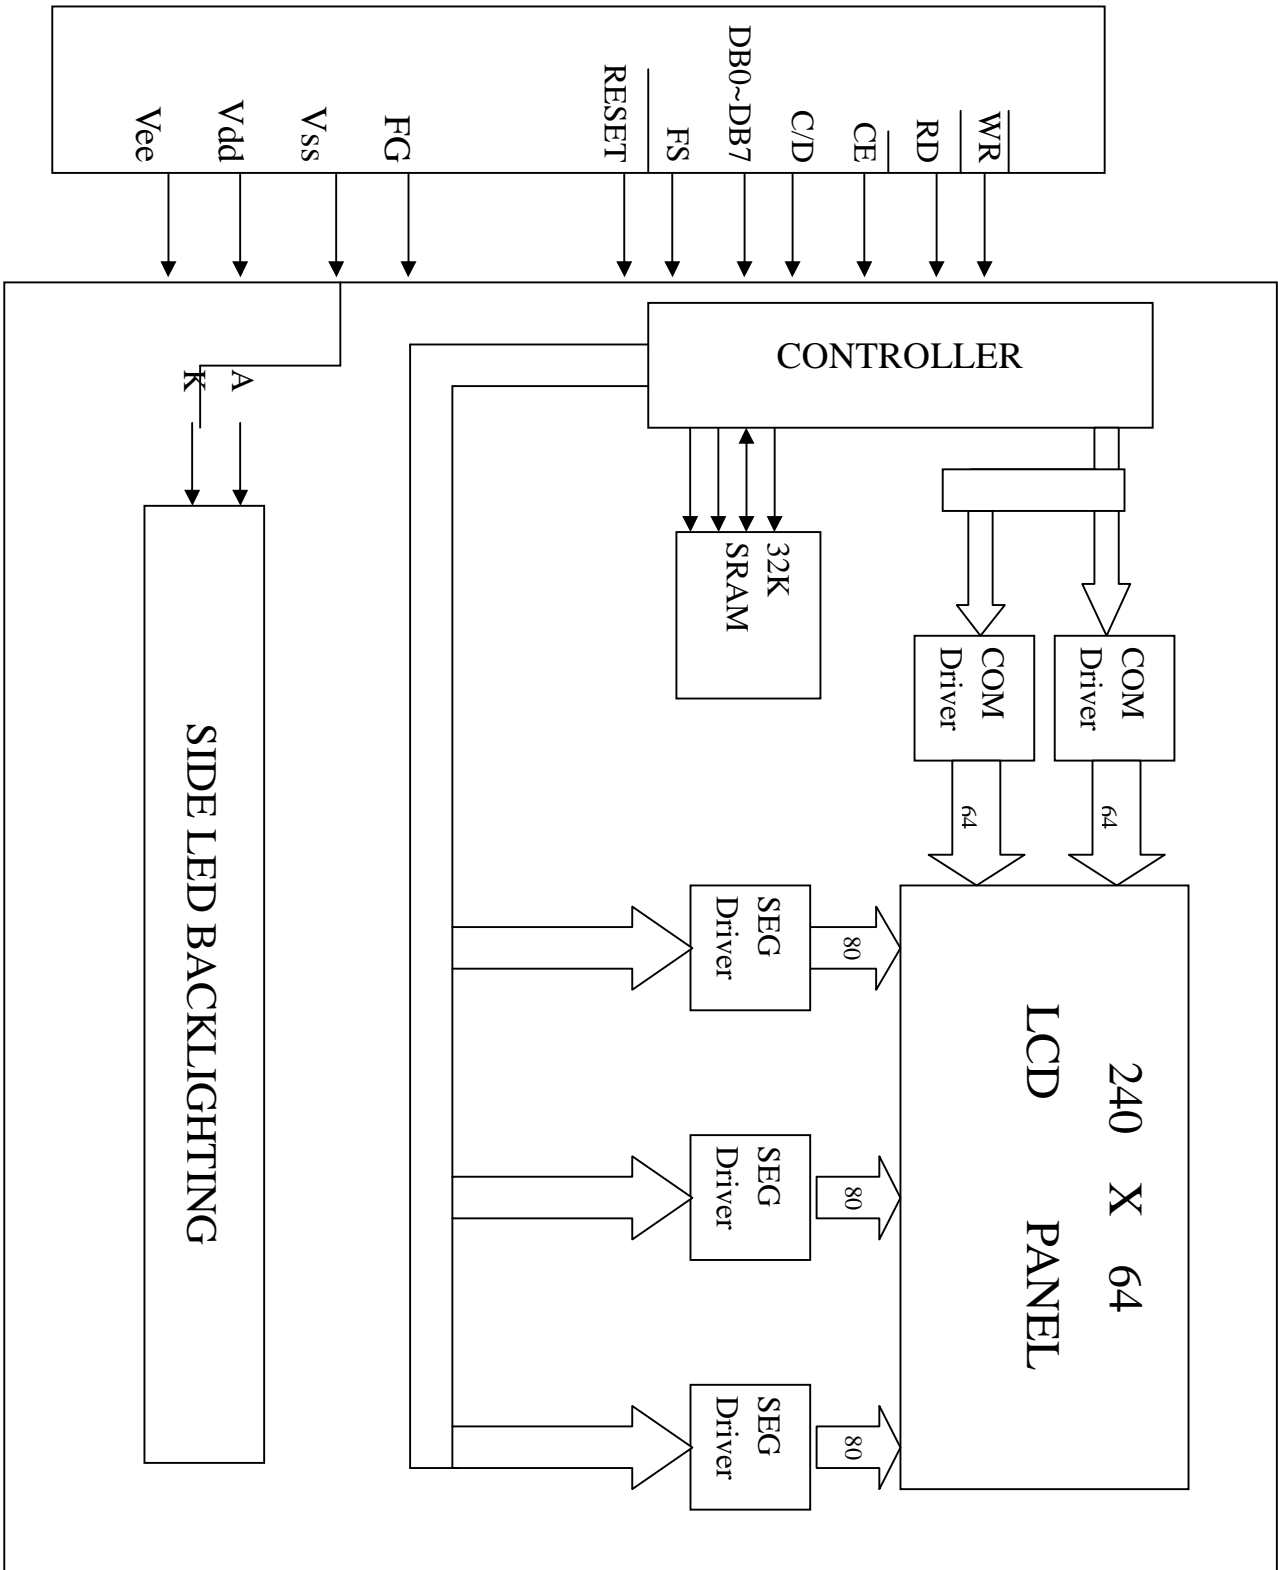 WR
RD
CE
C/D
DB0~DB7
FS
RESET
FG
Vss
Vdd
Vee
CONTROLLER
A
K
32K
SRAM
COM
Driver
COM
Driver
64
64
SEG
Driver
80
SEG
Driver
80
SEG
Driver
80
240 X 64
LCD PANEL
SIDE LED BACKLIGHTING